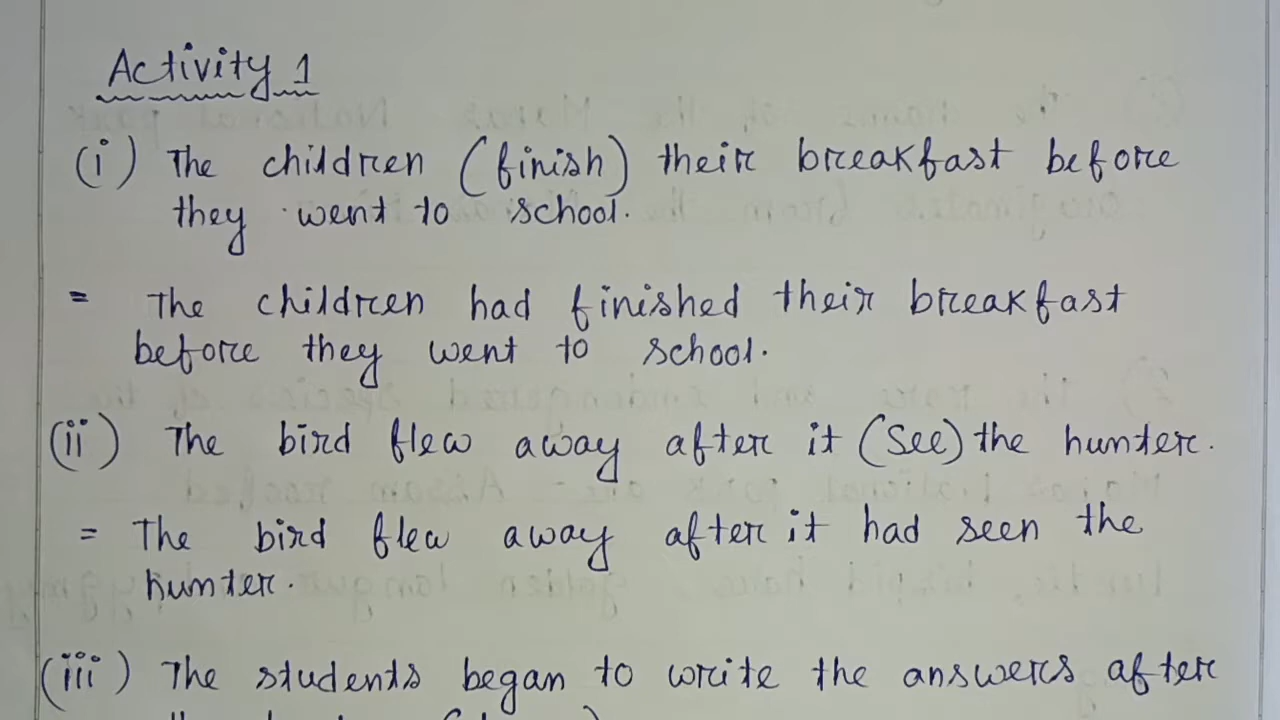 Activity 1
(i) The children (finish) their breakfast before
they went to school.
= The children had finished their breakfast
before they went to school.
(ii) The bird flew away after it (See) the hunter.
= The bird flew away after it had seen the
hunter.
(iii) The students began to write the answers after